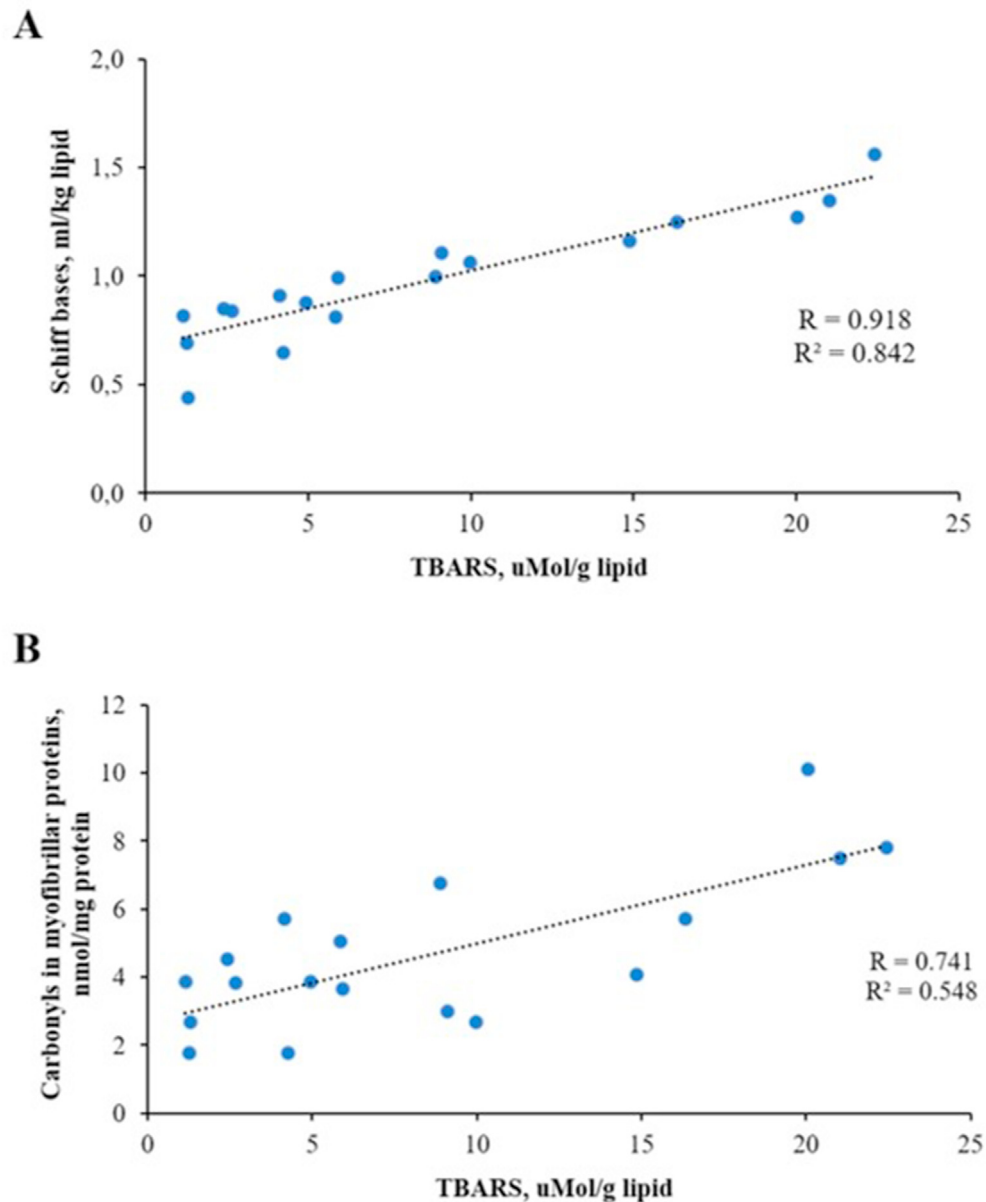 A
2,0
1,5
1,0
0,5
0,0
Schiff bases, ml/kg lipid
R = 0.918
R² = 0.842
0 5 10 15 20 25
TBARS, uMol/g lipid
B
12
10
8
6
4
2
0
Carbonyls in myofibrillar proteins,
nmol/mg protein
R = 0.741
R² = 0.548
0 5 10 15 20 25
TBARS, uMol/g lipid